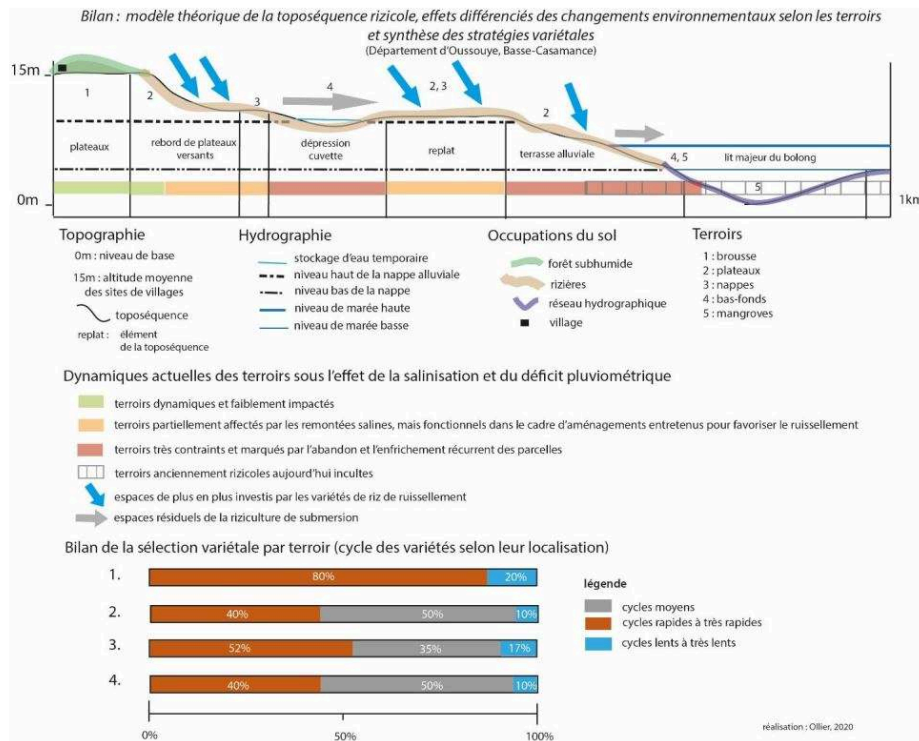 Bilan : modèle théorique de la toposéquence rizicole, effets différenciés des changements environnementaux selon les terroirs
et synthèse des stratégies variétales
(Département d'Oussouye, Basse-Casamance)
15m
1
2
3
4
2, 3
2
4, 5
5
plateaux
rebord de plateaux
versants
dépression
cuvette
replat
terrasse alluviale
lit majeur du bolong
0m
1km
Topographie
0m : niveau de base
15m : altitude moyenne
des sites de villages
toposéquence
replat : élément
de la toposéquence
Hydrographie
stockage d'eau temporaire
niveau haut de la nappe alluviale
niveau bas de la nappe
niveau de marée haute
niveau de marée basse
Occupations du sol
forêt subhumide
rizières
réseau hydrographique
village
Terroirs
1 : brousse
2 : plateaux
3 : nappes
4 : bas-fonds
5 : mangroves
Dynamiques actuelles des terroirs sous l'effet de la salinisation et du déficit pluviométrique
terroirs dynamiques et faiblement impactés
terroirs partiellement affectés par les remontées salines, mais fonctionnels dans le cadre d'aménagements entretenus pour favoriser le ruissellement
terroirs très contraints et marqués par l'abandon et l'enfrichement récurrent des parcelles
terroirs anciennement rizicoles aujourd'hui incultes
espaces de plus en plus investis par les variétés de riz de ruissellement
espaces résiduels de la riziculture de submersion
Bilan de la sélection variétale par terroir (cycle des variétés selon leur localisation)
1. 80% 20%
2. 40% 50% 10%
3. 52% 35% 17%
4. 40% 50% 10%
0% 50% 100%
légende
cycles moyens
cycles rapides à très rapides
cycles lents à très lents
réalisation : Ollier, 2020